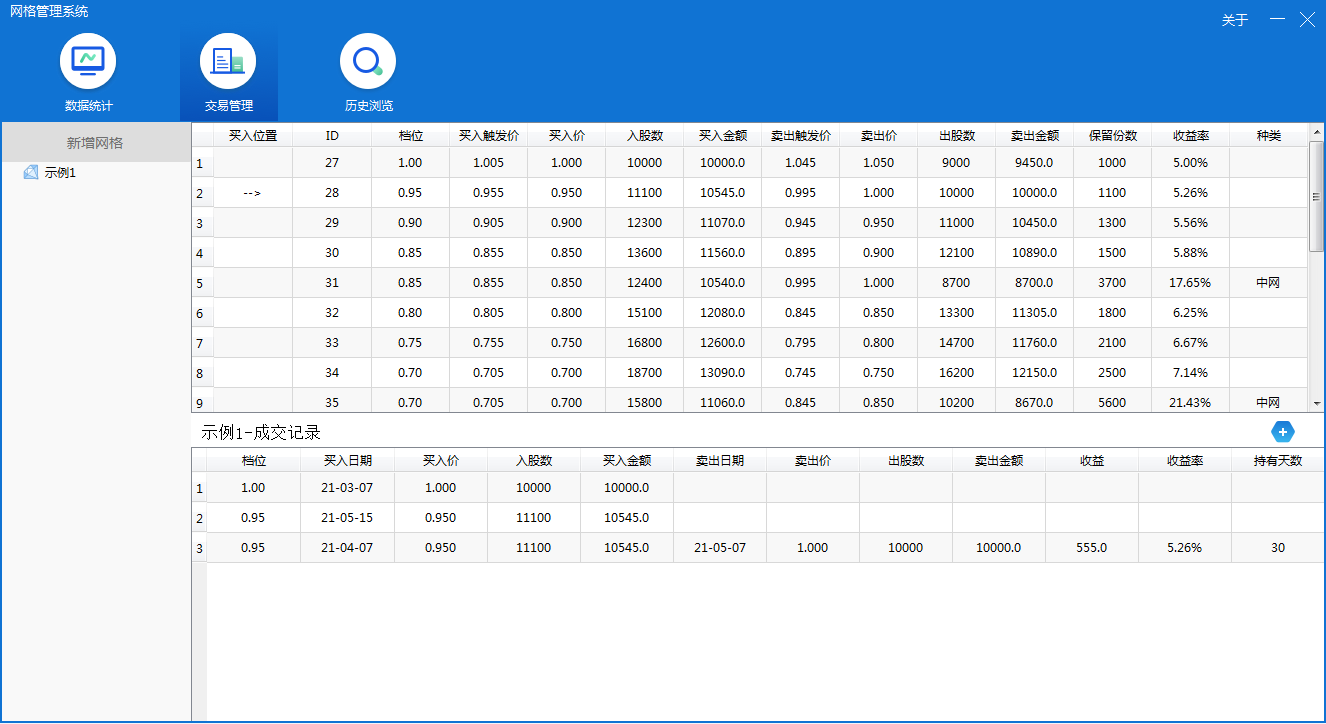 网格管理系统
关于
数据统计 交易管理 历史浏览
新增网格
示例1
买入位置 ID 档位 买入触发价 买入价 入股数 买入金额 卖出触发价 卖出价 出股数 卖出金额 保留份数 收益率 种类
1 27 1.00 1.005 1.000 10000 10000.0 1.045 1.050 9000 9450.0 1000 5.00%
2 --> 28 0.95 0.955 0.950 11100 10545.0 0.995 1.000 10000 10000.0 1100 5.26%
3 29 0.90 0.905 0.900 12300 11070.0 0.945 0.950 11000 10450.0 1300 5.56%
4 30 0.85 0.855 0.850 13600 11560.0 0.895 0.900 12100 10890.0 1500 5.88%
5 31 0.85 0.855 0.850 12400 10540.0 0.995 1.000 8700 8700.0 3700 17.65% 中网
6 32 0.80 0.805 0.800 15100 12080.0 0.845 0.850 13300 11305.0 1800 6.25%
7 33 0.75 0.755 0.750 16800 12600.0 0.795 0.800 14700 11760.0 2100 6.67%
8 34 0.70 0.705 0.700 18700 13090.0 0.745 0.750 16200 12150.0 2500 7.14%
9 35 0.70 0.705 0.700 15800 11060.0 0.845 0.850 10200 8670.0 5600 21.43% 中网
示例1-成交记录
档位 买入日期 买入价 入股数 买入金额 卖出日期 卖出价 出股数 卖出金额 收益 收益率 持有天数
1 1.00 21-03-07 1.000 10000 10000.0
2 0.95 21-05-15 0.950 11100 10545.0
3 0.95 21-04-07 0.950 11100 10545.0 21-05-07 1.000 10000 10000.0 555.0 5.26% 30